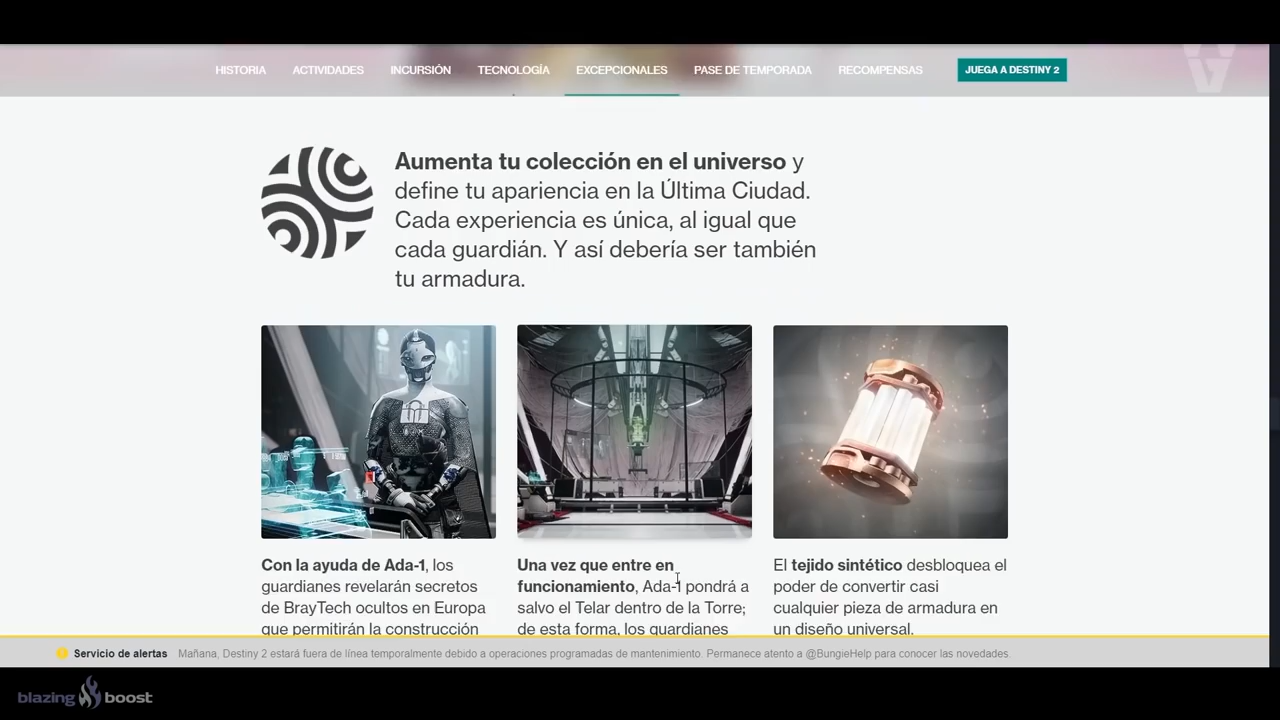 HISTORIA ACTIVIDADES INCURSIÓN TECNOLOGÍA EXCEPCIONALES PASE DE TEMPORADA RECOMPENSAS JUEGA A DESTINY 2
Aumenta tu colección en el universo y
define tu apariencia en la Última Ciudad.
Cada experiencia es única, al igual que
cada guardián. Y así debería ser también
tu armadura.
Con la ayuda de Ada-1, los
guardianes revelarán secretos
de BrayTech ocultos en Europa
que permitirán la construcción
Una vez que entre en
funcionamiento, Ada-1 pondrá a
salvo el Telar dentro de la Torre;
de esta forma, los guardianes
El tejido sintético desbloquea el
poder de convertir casi
cualquier pieza de armadura en
un diseño universal.
Servicio de alertas Mañana, Destiny 2 estará fuera de línea temporalmente debido a operaciones programadas de mantenimiento. Permanece atento a @BungieHelp para conocer las novedades.
blazing boost